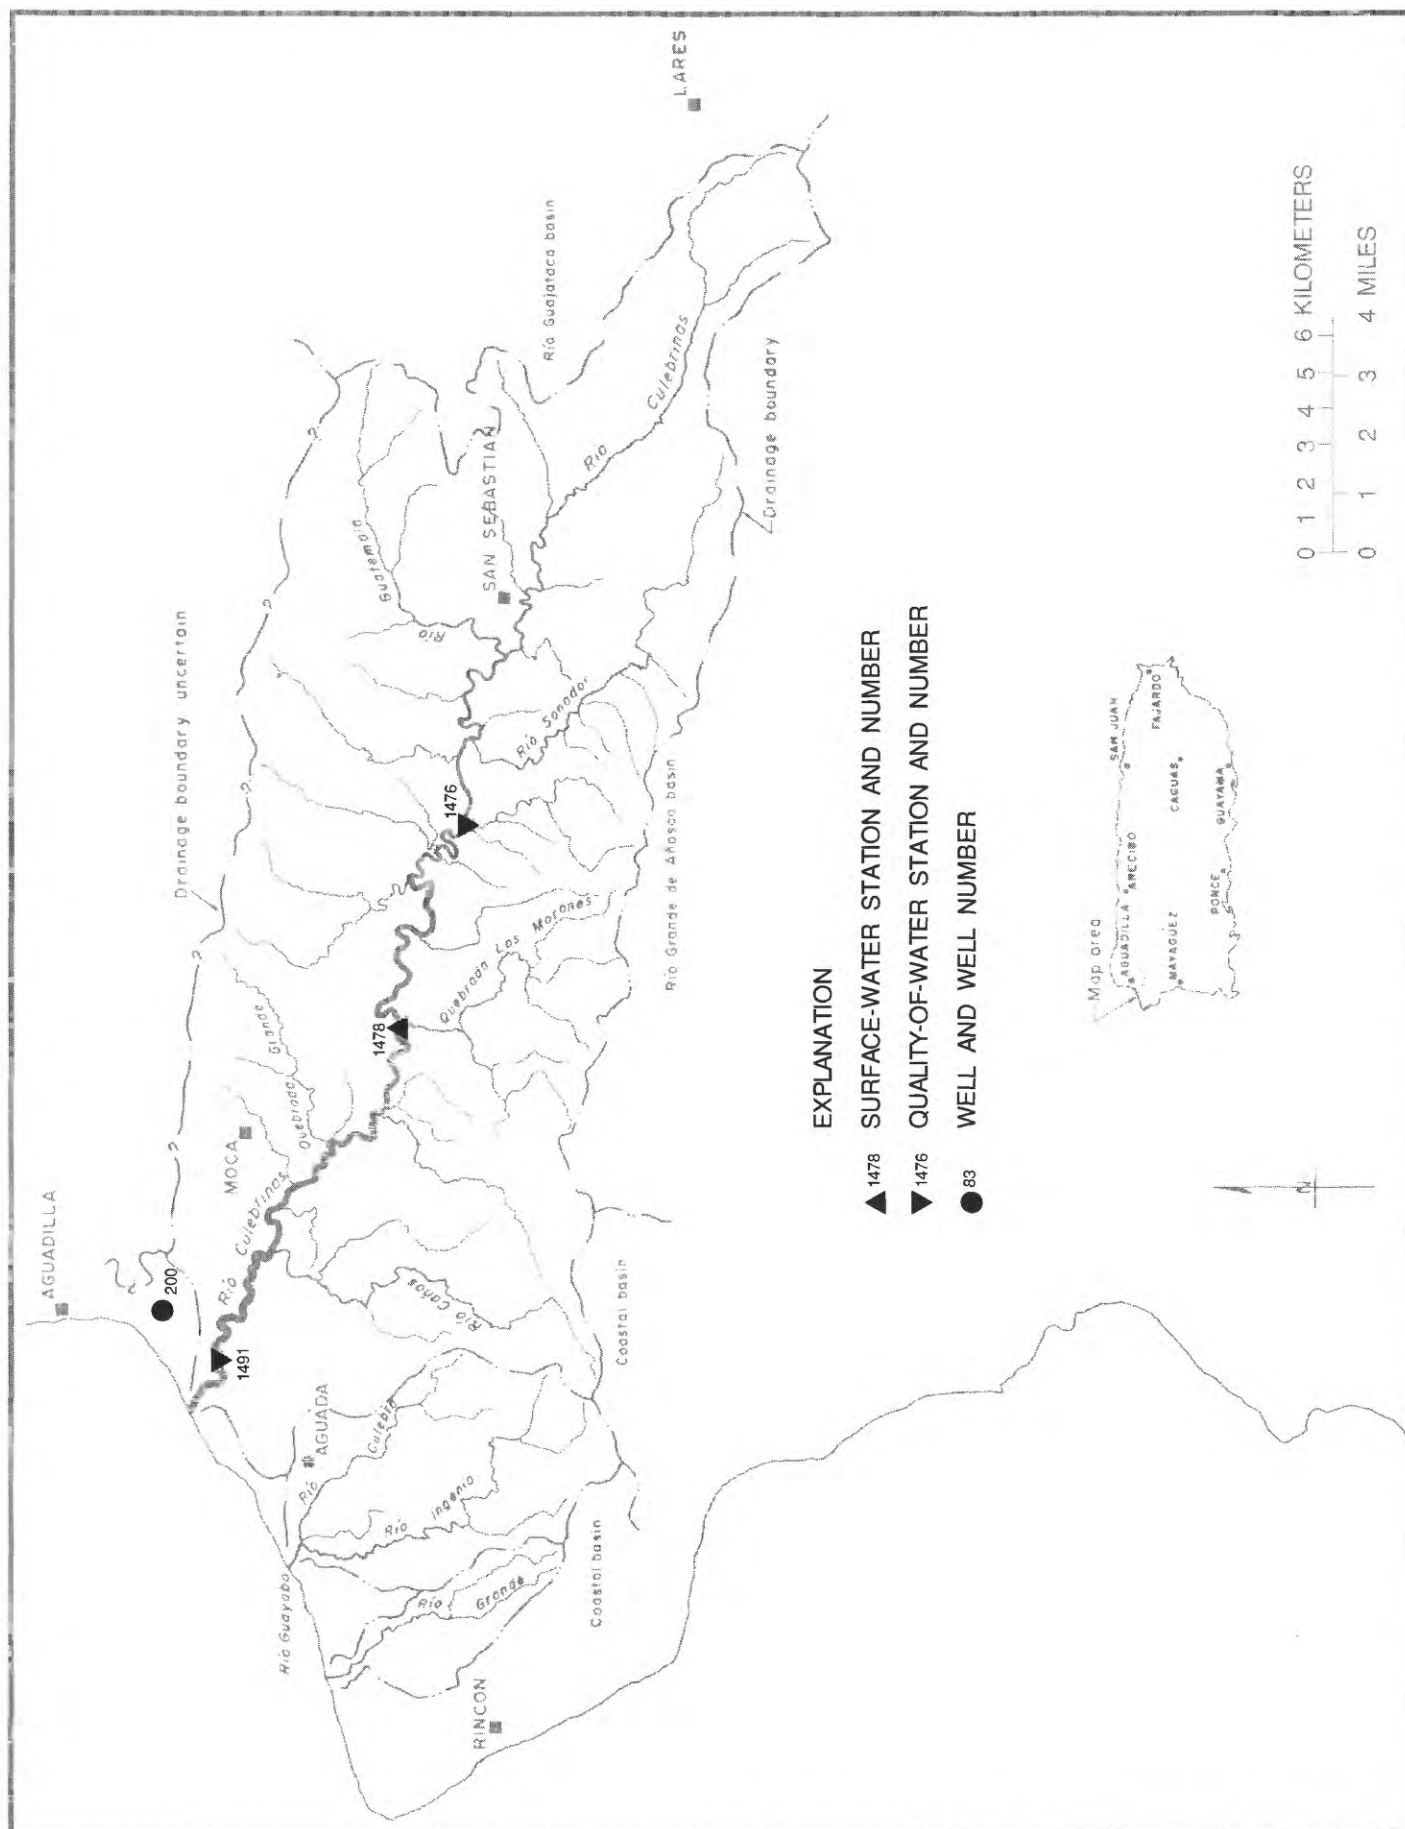 AGUADILLA
200
1491
Río Culebrinas
MOCA
Quebrada Grande
Drainage boundary uncertain
?
?
?
?
?
?
LARES
Río Guajataca basin
Río Guatemala
SAN SEBASTIAN
Río Culebrinas
Drainage boundary
Río Sonador
1476
1478
Quebrada Las Marones
Río Grande de Añasco basin
Río Cañas
Coastal basin
AGUADA
Río Culebra
Río Ingenio
Río Guayabo
Río Grande
Coastal basin
RINCON
EXPLANATION
1478 SURFACE-WATER STATION AND NUMBER
1476 QUALITY-OF-WATER STATION AND NUMBER
83 WELL AND WELL NUMBER
N
Map area
AGUADILLA
ARECIBO
SAN JUAN
FAJARDO
CAGUAS
MAYAGUEZ
PONCE
GUAYAMA
0 1 2 3 4 5 6 KILOMETERS
0 1 2 3 4 MILES